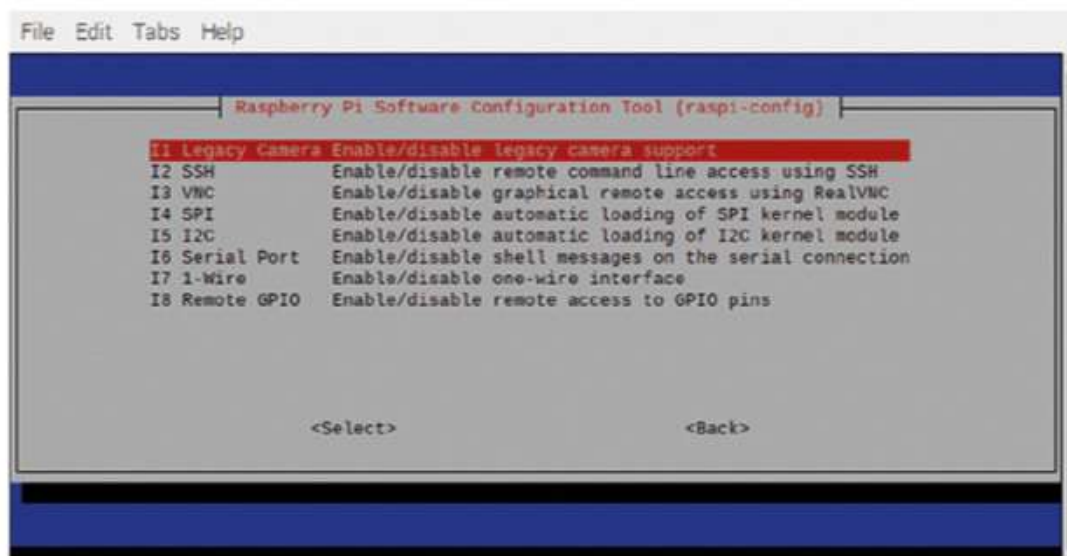 File Edit Tabs Help
Raspberry Pi Software Configuration Tool (raspi-config)
I1 Legacy Camera Enable/disable legacy camera support
I2 SSH Enable/disable remote command line access using SSH
I3 VNC Enable/disable graphical remote access using RealVNC
I4 SPI Enable/disable automatic loading of SPI kernel module
I5 I2C Enable/disable automatic loading of I2C kernel module
I6 Serial Port Enable/disable shell messages on the serial connection
I7 1-Wire Enable/disable one-wire interface
I8 Remote GPIO Enable/disable remote access to GPIO pins
<Select> <Back>